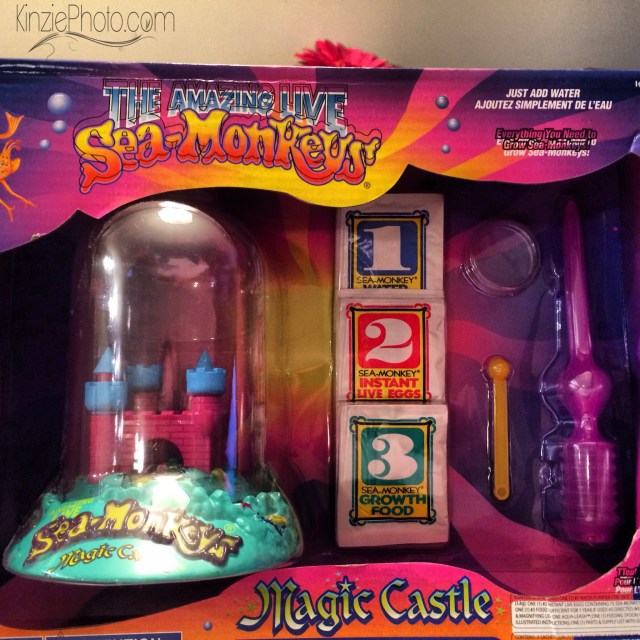 KinziePhoto.com
THE AMAZING LIVE
Sea-Monkeys®
JUST ADD WATER
AJOUTEZ SIMPLEMENT DE L'EAU
Everything You Need to
Grow Sea-Monkeys!
1
SEA-MONKEY®
WATER
2
SEA-MONKEY®
INSTANT
LIVE EGGS
3
SEA-MONKEY®
GROWTH
FOOD
Sea-Monkeys®
Magic Ca
Magic Castle